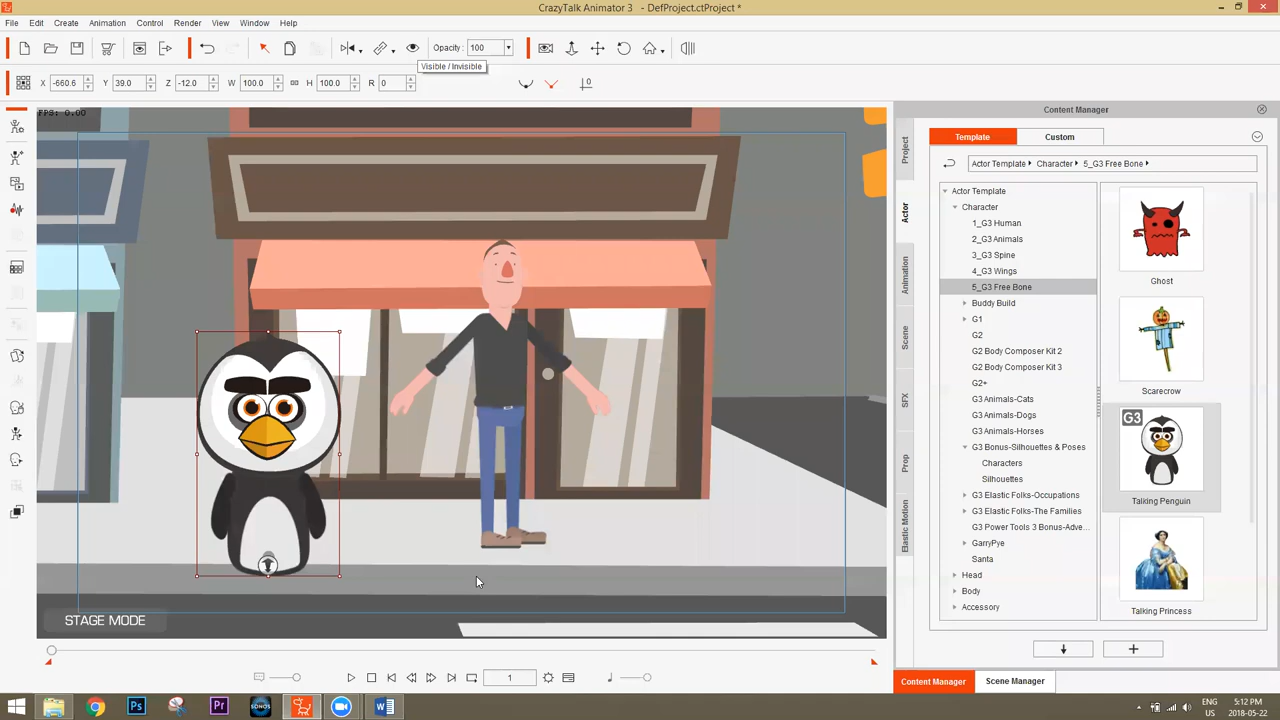 CrazyTalk Animator 3 - DefProject.ctProject *
File Edit Create Animation Control Render View Window Help
Opacity: 100
Visible / Invisible
X -660.6 Y 39.0 Z -12.0 W 100.0 H 100.0 R 0
FPS: 0.00
STAGE MODE
1
Content Manager
Template Custom
Actor Template Character 5_G3 Free Bone
Project
Actor
Animation
Scene
SFX
Prop
Elastic Motion
Actor Template
Character
1_G3 Human
2_G3 Animals
3_G3 Spine
4_G3 Wings
5_G3 Free Bone
Buddy Build
G1
G2
G2 Body Composer Kit 2
G2 Body Composer Kit 3
G2+
G3 Animals-Cats
G3 Animals-Dogs
G3 Animals-Horses
G3 Bonus-Silhouettes & Poses
Characters
Silhouettes
G3 Elastic Folks-Occupations
G3 Elastic Folks-The Families
G3 Power Tools 3 Bonus-Adve...
GarryPye
Santa
Head
Body
Accessory
Ghost
Scarecrow
G3
Talking Penguin
Talking Princess
Content Manager Scene Manager
Ps
SONOS
Pr
W
ENG
US
5:12 PM
2018-05-22